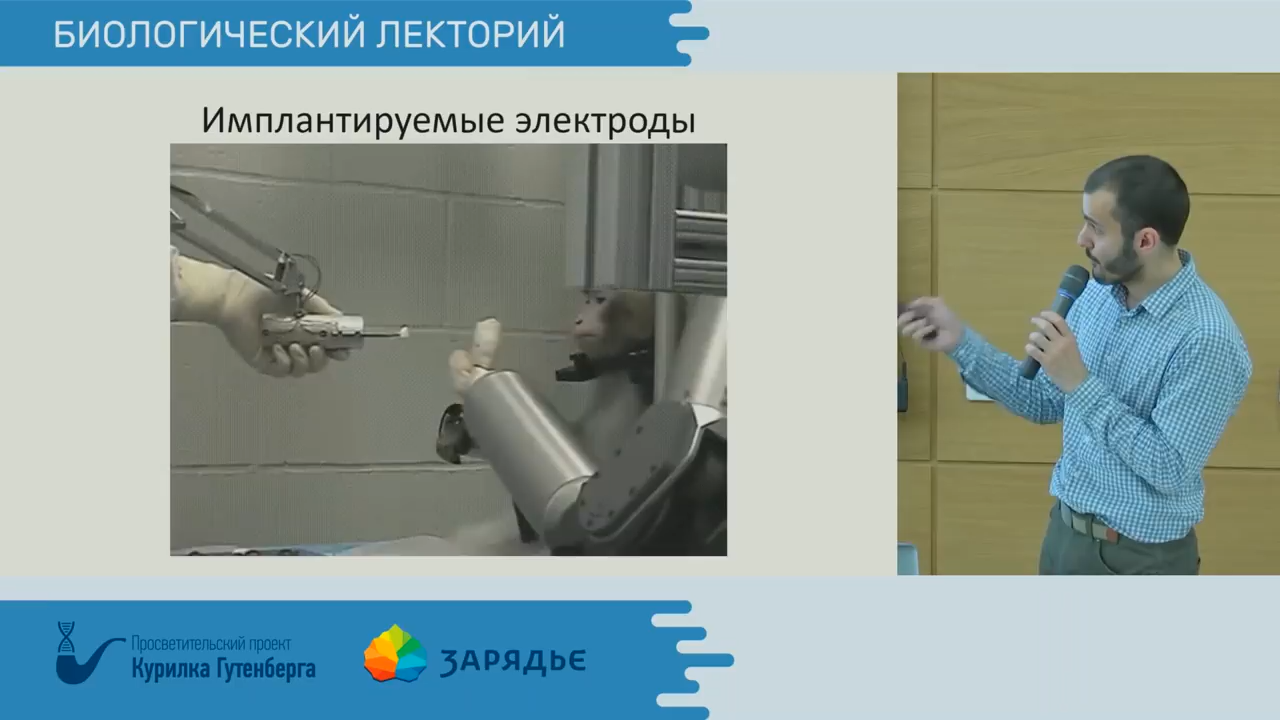 БИОЛОГИЧЕСКИЙ ЛЕКТОРИЙ
Имплантируемые электроды
Просветительский проект
Курилка Гутенберга
ЗАРЯДЬЕ